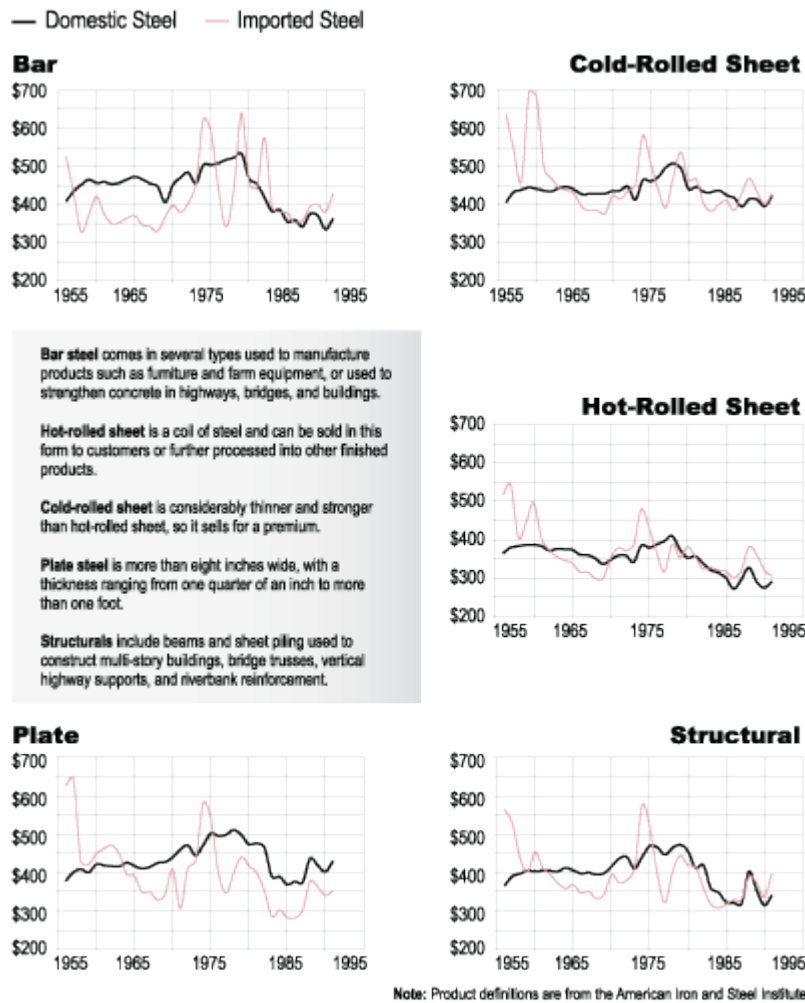 Domestic Steel Imported Steel
Bar
$700
$600
$500
$400
$300
$200
1955 1965 1975 1985 1995
Cold-Rolled Sheet
$700
$600
$500
$400
$300
$200
1955 1965 1975 1985 1995
Bar steel comes in several types used to manufacture
products such as furniture and farm equipment, or used to
strengthen concrete in highways, bridges, and buildings.
Hot-rolled sheet is a coil of steel and can be sold in this
form to customers or further processed into other finished
products.
Cold-rolled sheet is considerably thinner and stronger
than hot-rolled sheet, so it sells for a premium.
Plate steel is more than eight inches wide, with a
thickness ranging from one quarter of an inch to more
than one foot.
Structurals include beams and sheet piling used to
construct multi-story buildings, bridge trusses, vertical
highway supports, and riverbank reinforcement.
Hot-Rolled Sheet
$700
$600
$500
$400
$300
$200
1955 1965 1975 1985 1995
Plate
$700
$600
$500
$400
$300
$200
1955 1965 1975 1985 1995
Structural
$700
$600
$500
$400
$300
$200
1955 1965 1975 1985 1995
Note: Product definitions are from the American Iron and Steel Institute